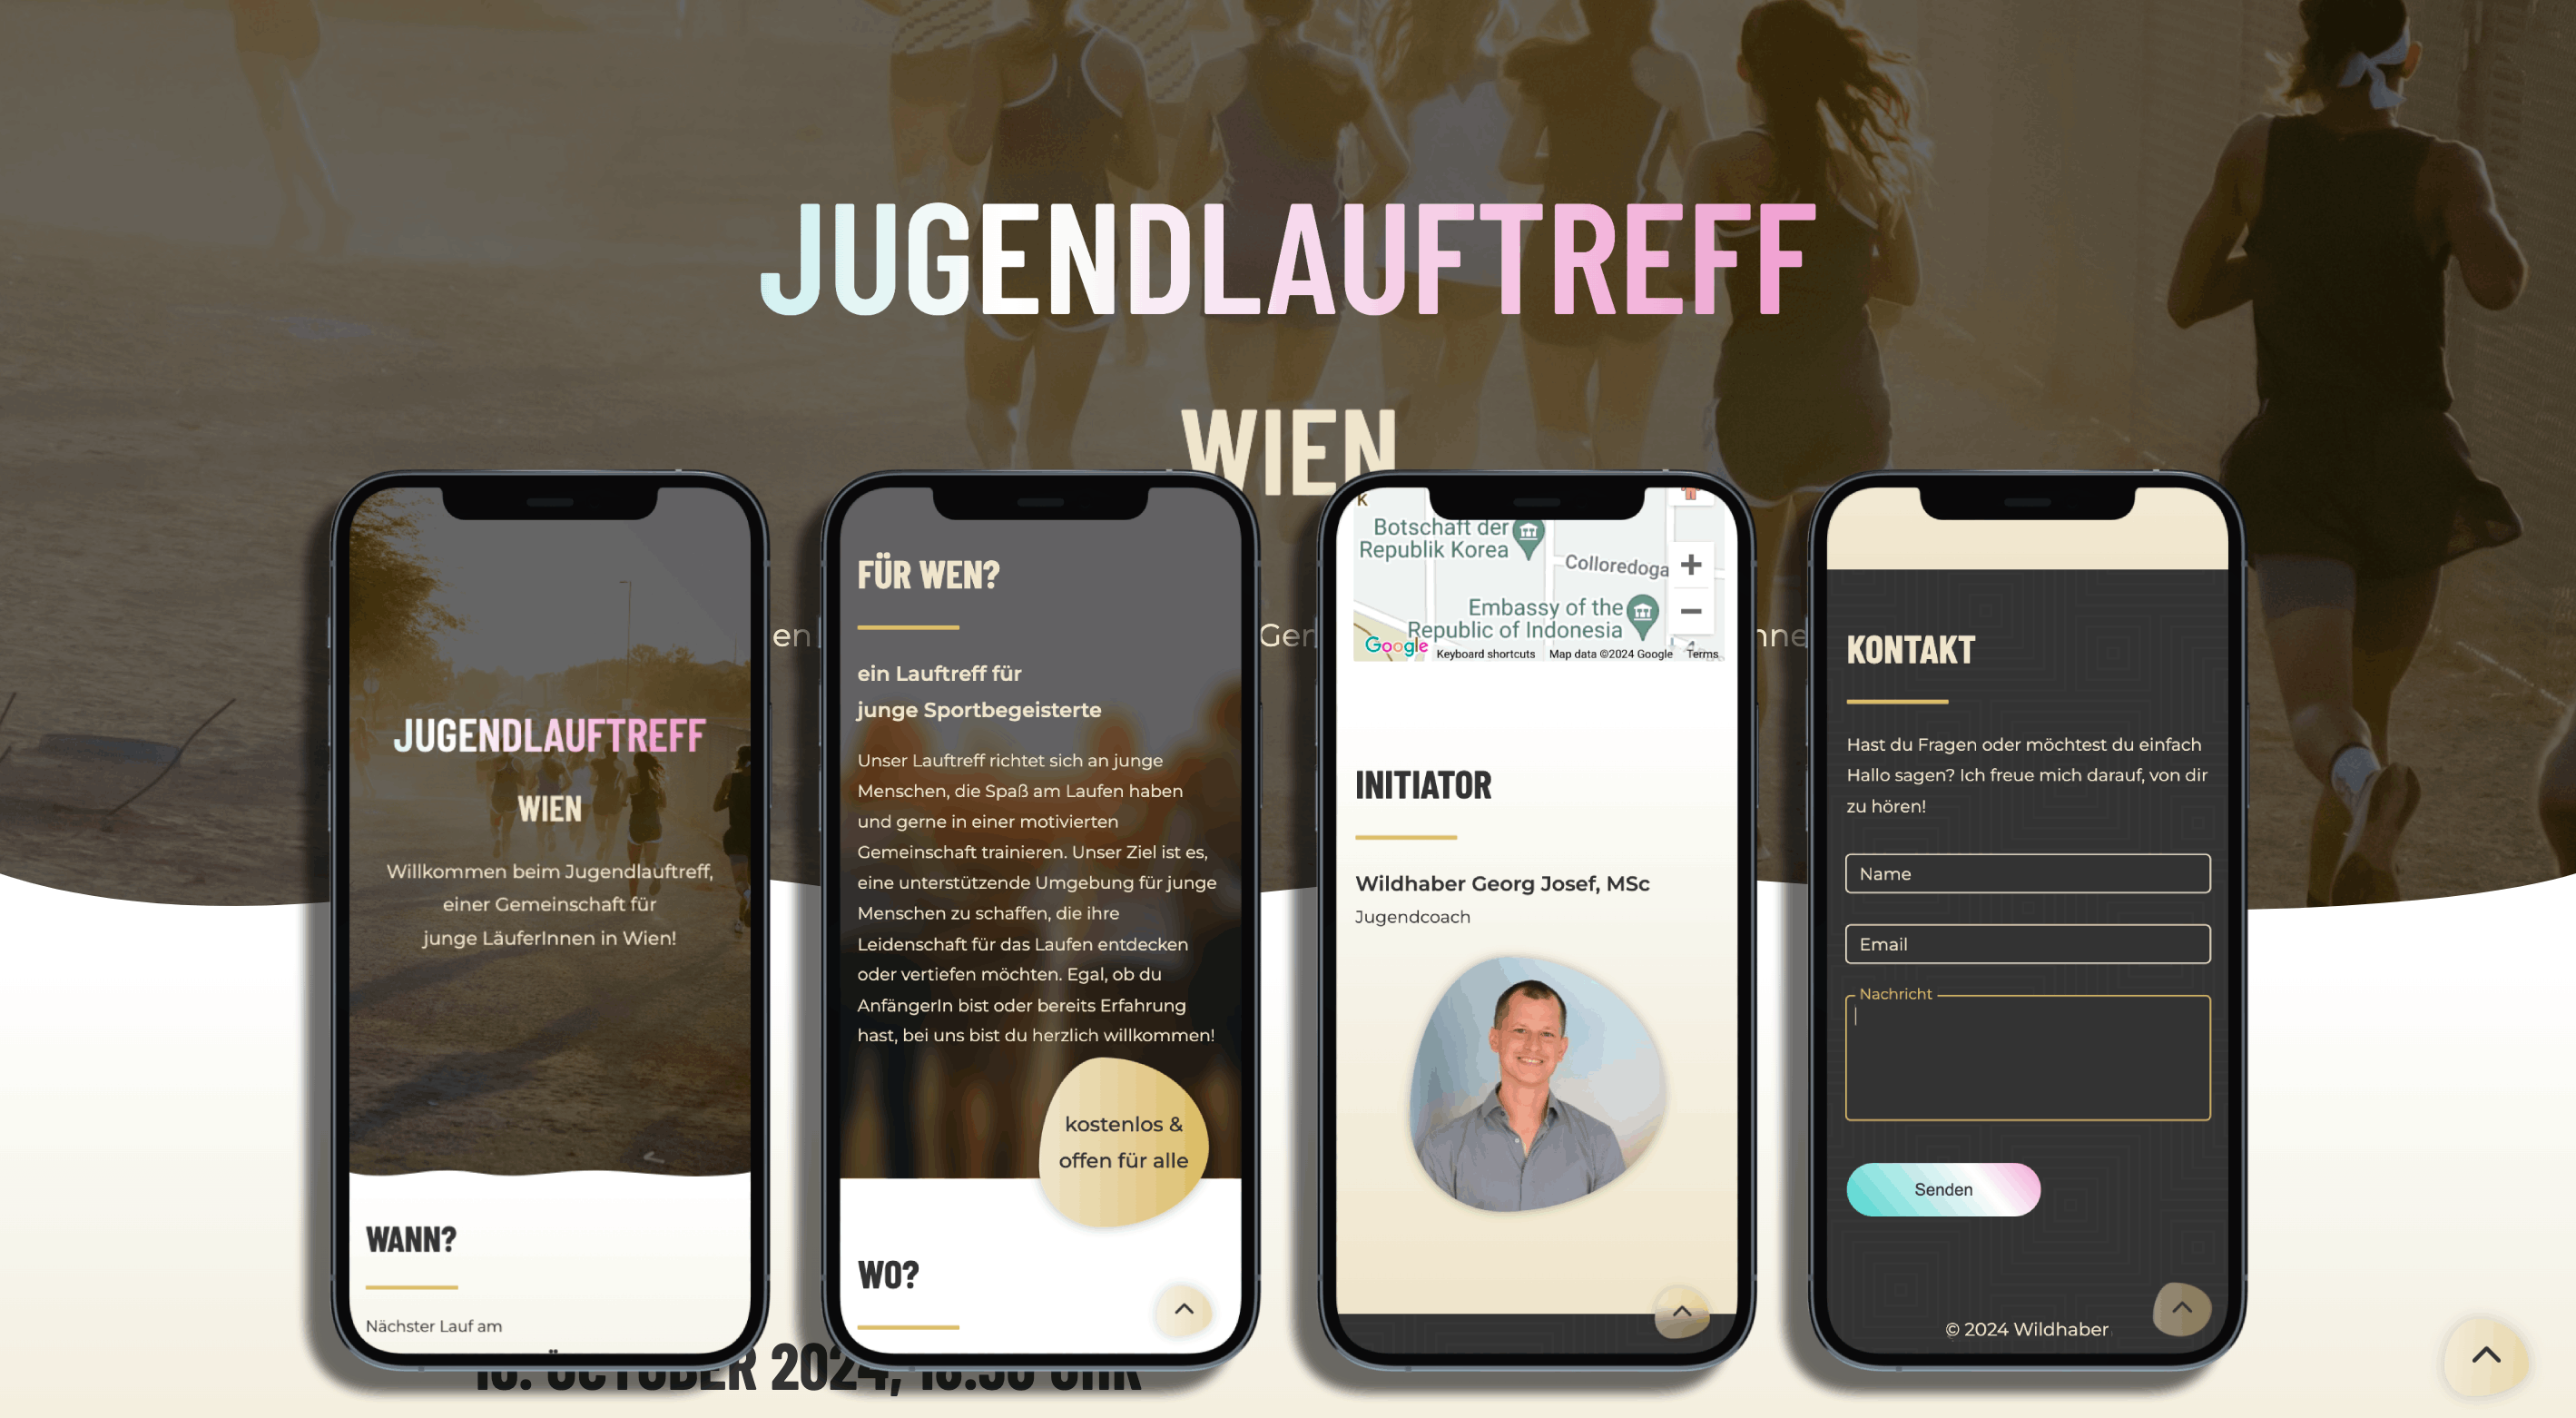 JUGENDLAUFTREFF
WIEN
JUGENDLAUFTREFF
WIEN
Willkommen beim Jugendlauftreff,
einer Gemeinschaft für
junge LäuferInnen in Wien!
WANN?
Nächster Lauf am
FÜR WEN?
ein Lauftreff für
junge Sportbegeisterte
Unser Lauftreff richtet sich an junge
Menschen, die Spaß am Laufen haben
und gerne in einer motivierten
Gemeinschaft trainieren. Unser Ziel ist es,
eine unterstützende Umgebung für junge
Menschen zu schaffen, die ihre
Leidenschaft für das Laufen entdecken
oder vertiefen möchten. Egal, ob du
AnfängerIn bist oder bereits Erfahrung
hast, bei uns bist du herzlich willkommen!
kostenlos &
offen für alle
WO?
K
Botschaft der
Republik Korea
Colloredoga
Embassy of the
Republic of Indonesia
Google Keyboard shortcuts Map data ©2024 Google Terms
INITIATOR
Wildhaber Georg Josef, MSc
Jugendcoach
KONTAKT
Hast du Fragen oder möchtest du einfach
Hallo sagen? Ich freue mich darauf, von dir
zu hören!
Name
Email
Nachricht
Senden
© 2024 Wildhaber
2024,